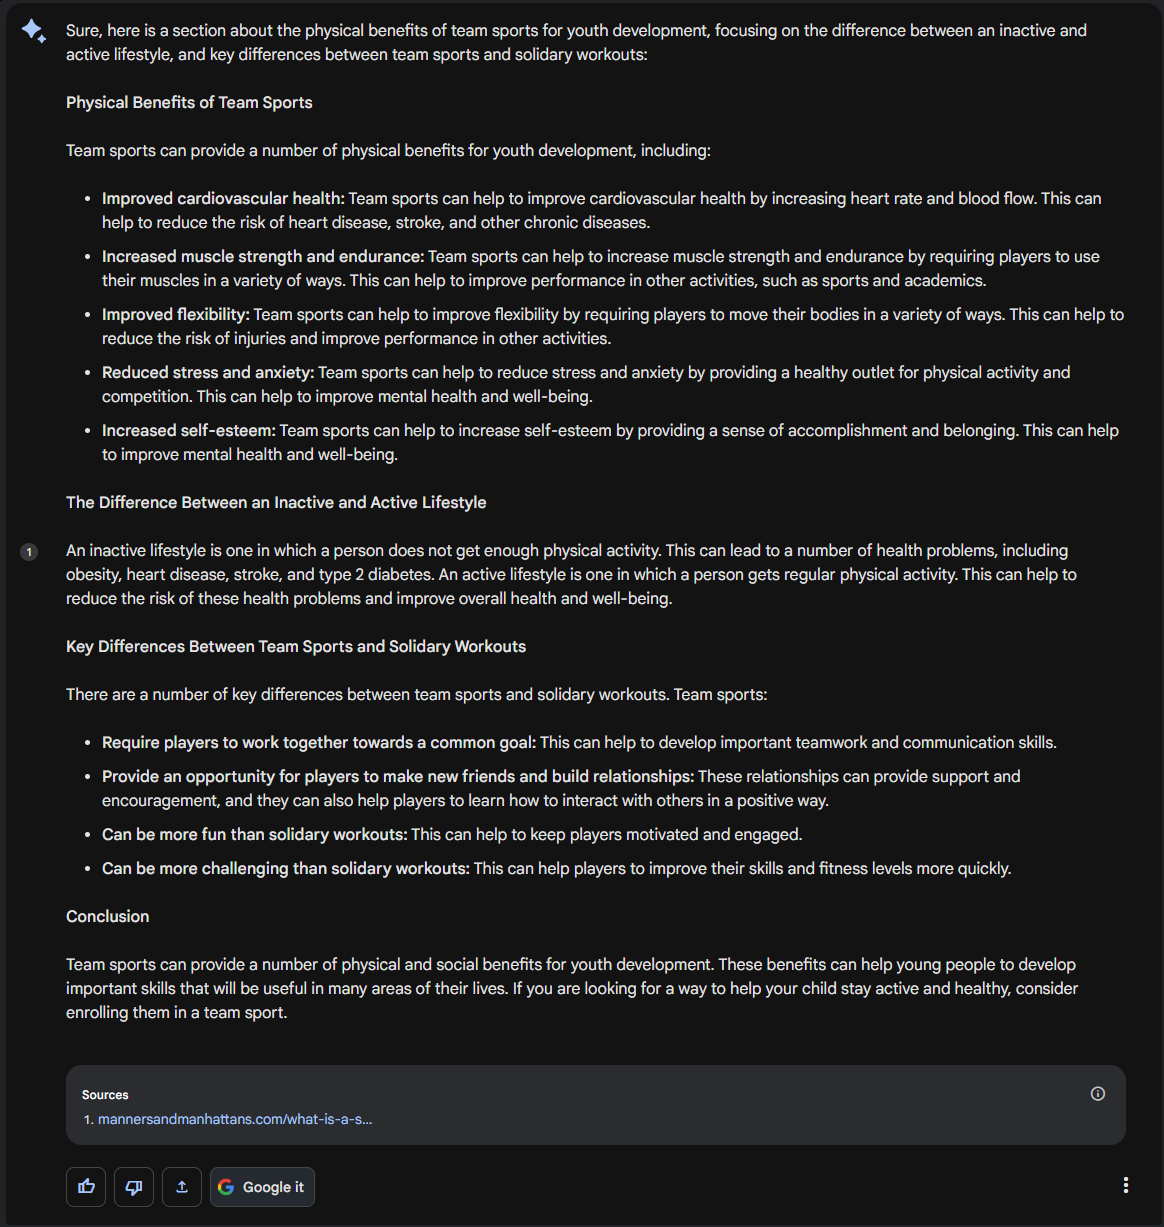 Sure, here is a section about the physical benefits of team sports for youth development, focusing on the difference between an inactive and
active lifestyle, and key differences between team sports and solidary workouts:
Physical Benefits of Team Sports
Team sports can provide a number of physical benefits for youth development, including:
• Improved cardiovascular health: Team sports can help to improve cardiovascular health by increasing heart rate and blood flow. This can
help to reduce the risk of heart disease, stroke, and other chronic diseases.
• Increased muscle strength and endurance: Team sports can help to increase muscle strength and endurance by requiring players to use
their muscles in a variety of ways. This can help to improve performance in other activities, such as sports and academics.
• Improved flexibility: Team sports can help to improve flexibility by requiring players to move their bodies in a variety of ways. This can help to
reduce the risk of injuries and improve performance in other activities.
• Reduced stress and anxiety: Team sports can help to reduce stress and anxiety by providing a healthy outlet for physical activity and
competition. This can help to improve mental health and well-being.
• Increased self-esteem: Team sports can help to increase self-esteem by providing a sense of accomplishment and belonging. This can help
to improve mental health and well-being.
The Difference Between an Inactive and Active Lifestyle
1 An inactive lifestyle is one in which a person does not get enough physical activity. This can lead to a number of health problems, including
obesity, heart disease, stroke, and type 2 diabetes. An active lifestyle is one in which a person gets regular physical activity. This can help to
reduce the risk of these health problems and improve overall health and well-being.
Key Differences Between Team Sports and Solidary Workouts
There are a number of key differences between team sports and solidary workouts. Team sports:
• Require players to work together towards a common goal: This can help to develop important teamwork and communication skills.
• Provide an opportunity for players to make new friends and build relationships: These relationships can provide support and
encouragement, and they can also help players to learn how to interact with others in a positive way.
• Can be more fun than solidary workouts: This can help to keep players motivated and engaged.
• Can be more challenging than solidary workouts: This can help players to improve their skills and fitness levels more quickly.
Conclusion
Team sports can provide a number of physical and social benefits for youth development. These benefits can help young people to develop
important skills that will be useful in many areas of their lives. If you are looking for a way to help your child stay active and healthy, consider
enrolling them in a team sport.
Sources
1. mannersandmanhattans.com/what-is-a-s...
Google it